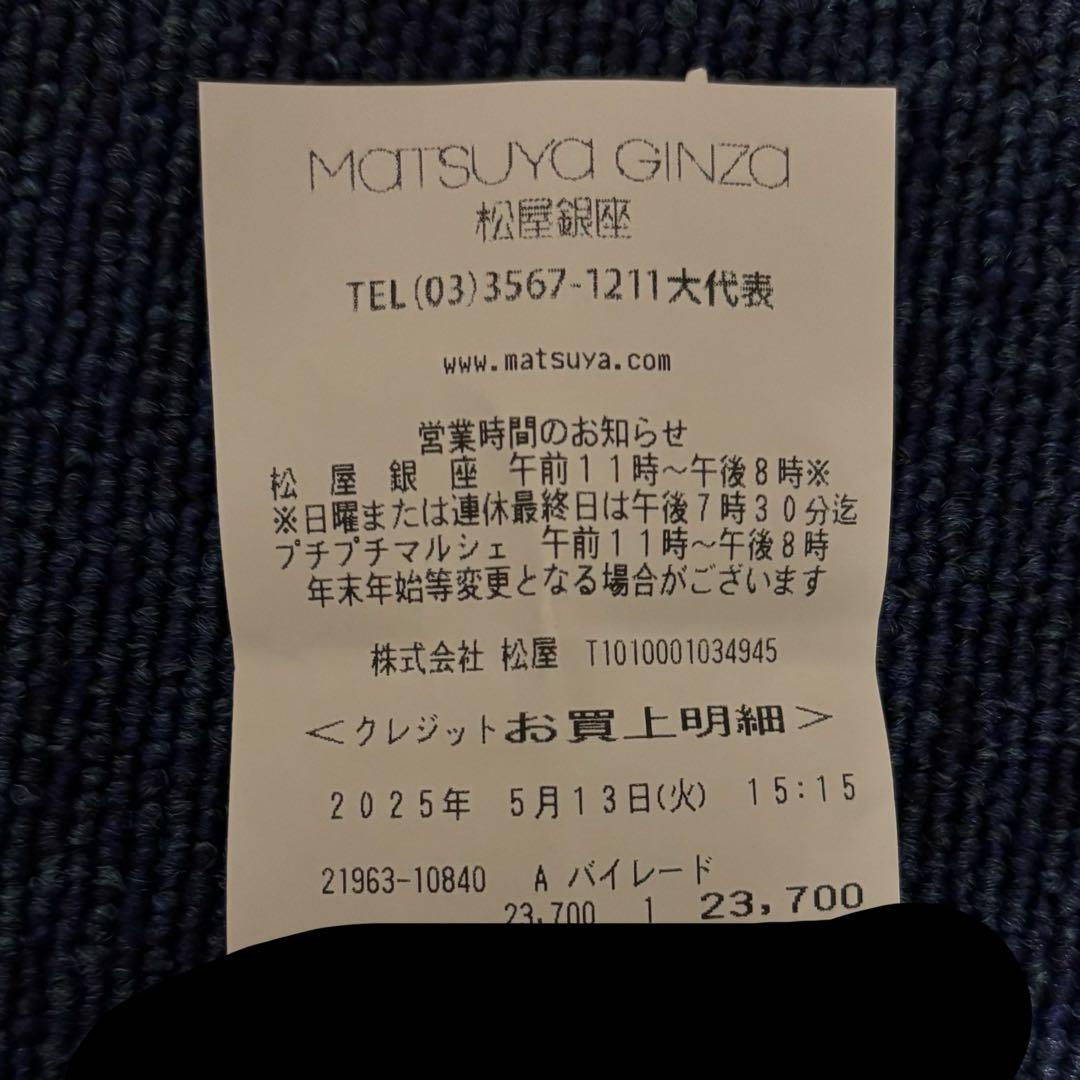 MATSUYA GINZA
松屋銀座
TEL(03)3567-1211大代表
www.matsuya.com
営業時間のお知らせ
松屋銀座 午前11時～午後8時※
※日曜または連休最終日は午後7時30分迄
プチプチマルシェ 午前11時～午後8時
年末年始等変更となる場合がございます
株式会社 松屋 T1010001034945
＜クレジットお買上明細＞
2025年 5月13日(火) 15:15
21963-10840 A バイレード
23,700 1 23,700